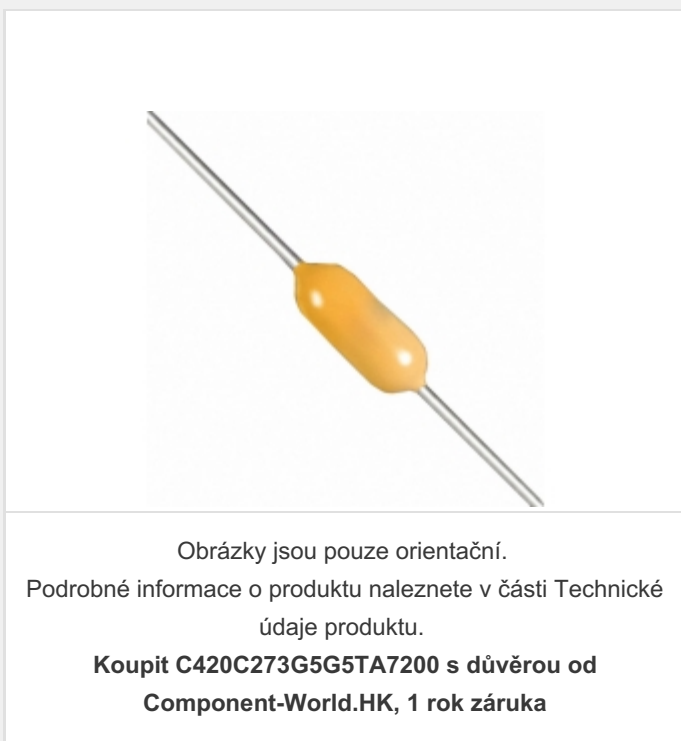 Obrázky jsou pouze orientační.
Podrobné informace o produktu naleznete v části Technické
údaje produktu.
Koupit C420C273G5G5TA7200 s důvěrou od
Component-World.HK, 1 rok záruka